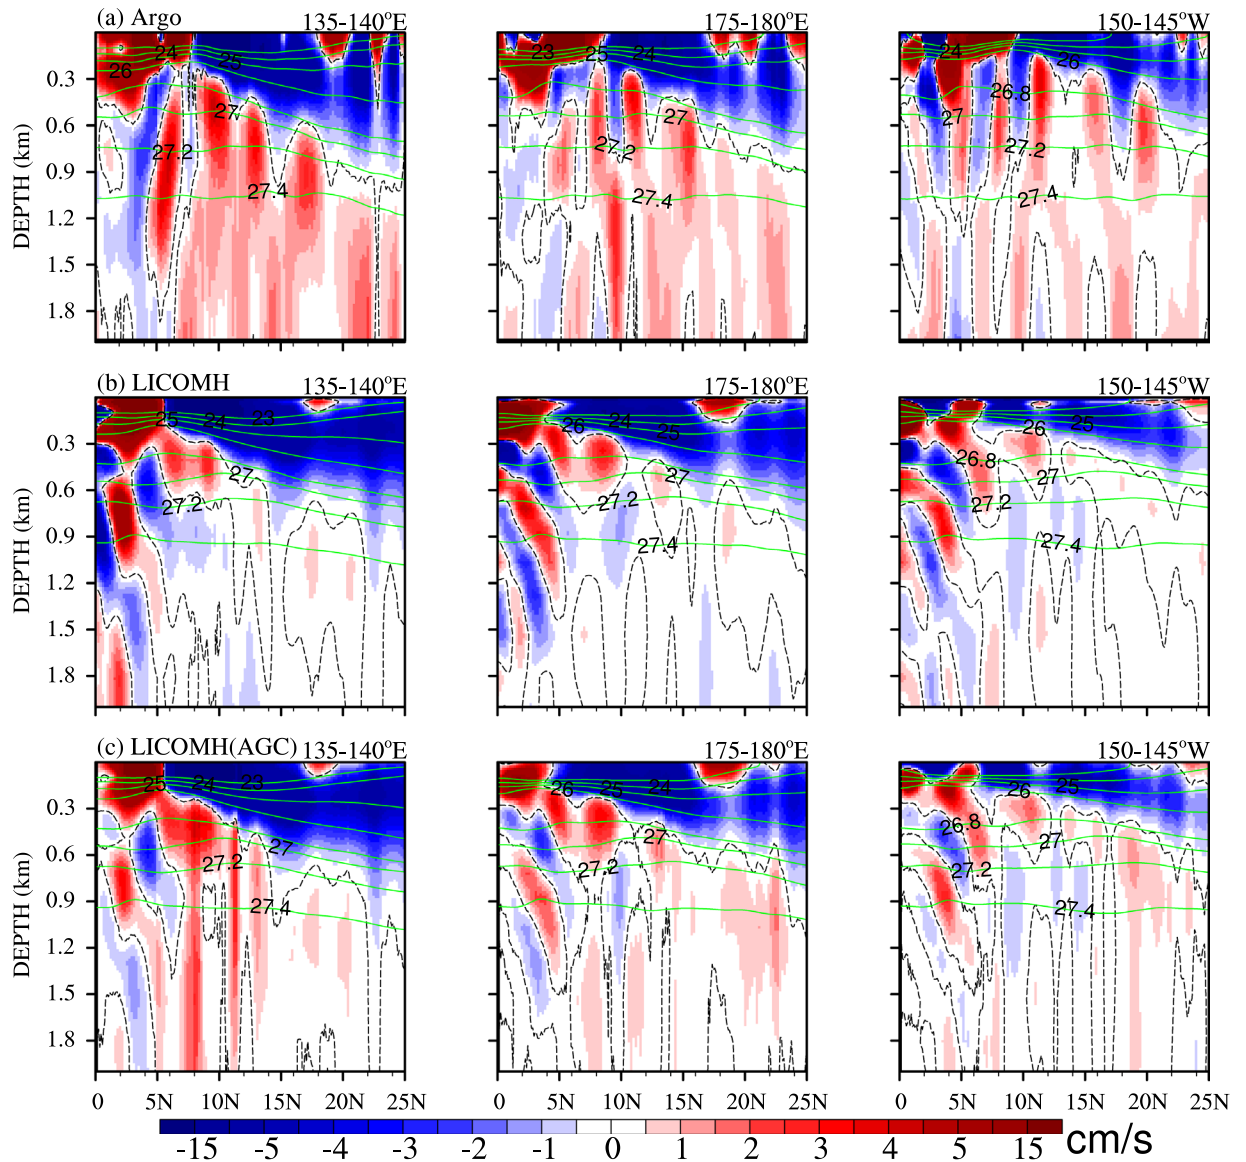 (a) Argo 135-140°E 175-180°E 150-145°W
24 25 26 27 27.2 27.4
23 25 24 27 27.2 27.4
24 26 26.8 27 27.2 27.4
DEPTH (km)
0.3
0.6
0.9
1.2
1.5
1.8
(b) LICOMH 135-140°E 175-180°E 150-145°W
25 24 23 27 27.2
26 24 25 27 27.2 27.4
26 25 26.8 27 27.2 27.4
DEPTH (km)
0.3
0.6
0.9
1.2
1.5
1.8
(c) LICOMH(AGC) 135-140°E 175-180°E 150-145°W
25 24 23 27 27.2 27.4
26 25 24 27 27.2 27.4
26 25 26.8 27 27.2 27.4
DEPTH (km)
0.3
0.6
0.9
1.2
1.5
1.8
0 5N 10N 15N 20N 25N 0 5N 10N 15N 20N 25N 0 5N 10N 15N 20N 25N
-15 -5 -4 -3 -2 -1 0 1 2 3 4 5 15 cm/s